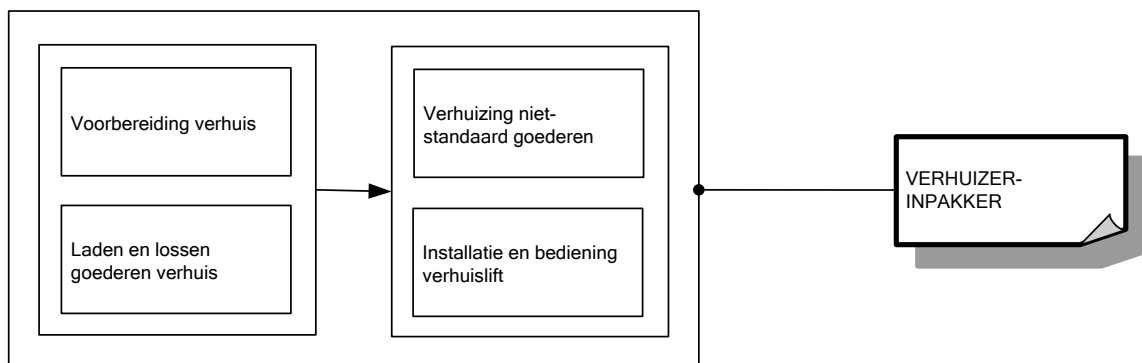 Voorbereiding verhuis
Laden en lossen
goederen verhuis
Verhuizing niet-
standaard goederen
Installatie en bediening
verhuislift
VERHUIZER-
INPAKKER